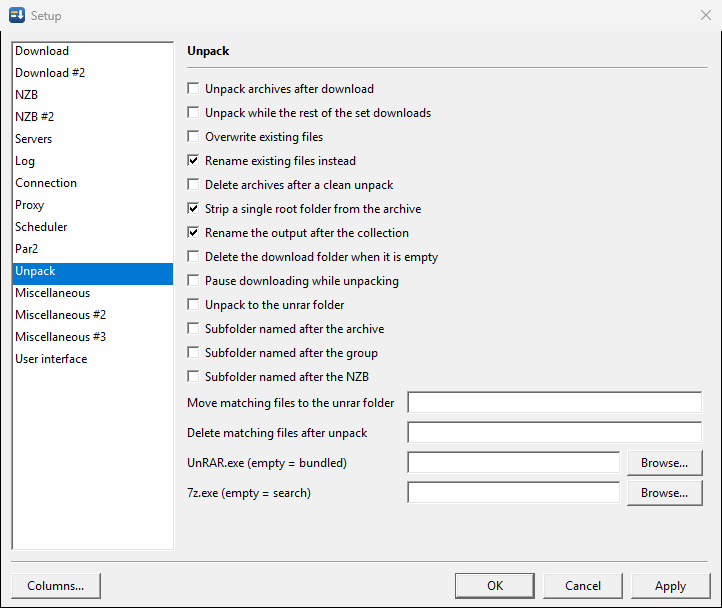 Setup
Download
Download #2
NZB
NZB #2
Servers
Log
Connection
Proxy
Scheduler
Par2
Unpack
Miscellaneous
Miscellaneous #2
Miscellaneous #3
User interface
Unpack
Unpack archives after download
Unpack while the rest of the set downloads
Overwrite existing files
Rename existing files instead
Delete archives after a clean unpack
Strip a single root folder from the archive
Rename the output after the collection
Delete the download folder when it is empty
Pause downloading while unpacking
Unpack to the unrar folder
Subfolder named after the archive
Subfolder named after the group
Subfolder named after the NZB
Move matching files to the unrar folder
Delete matching files after unpack
UnRAR.exe (empty = bundled) Browse...
7z.exe (empty = search) Browse...
Columns... OK Cancel Apply